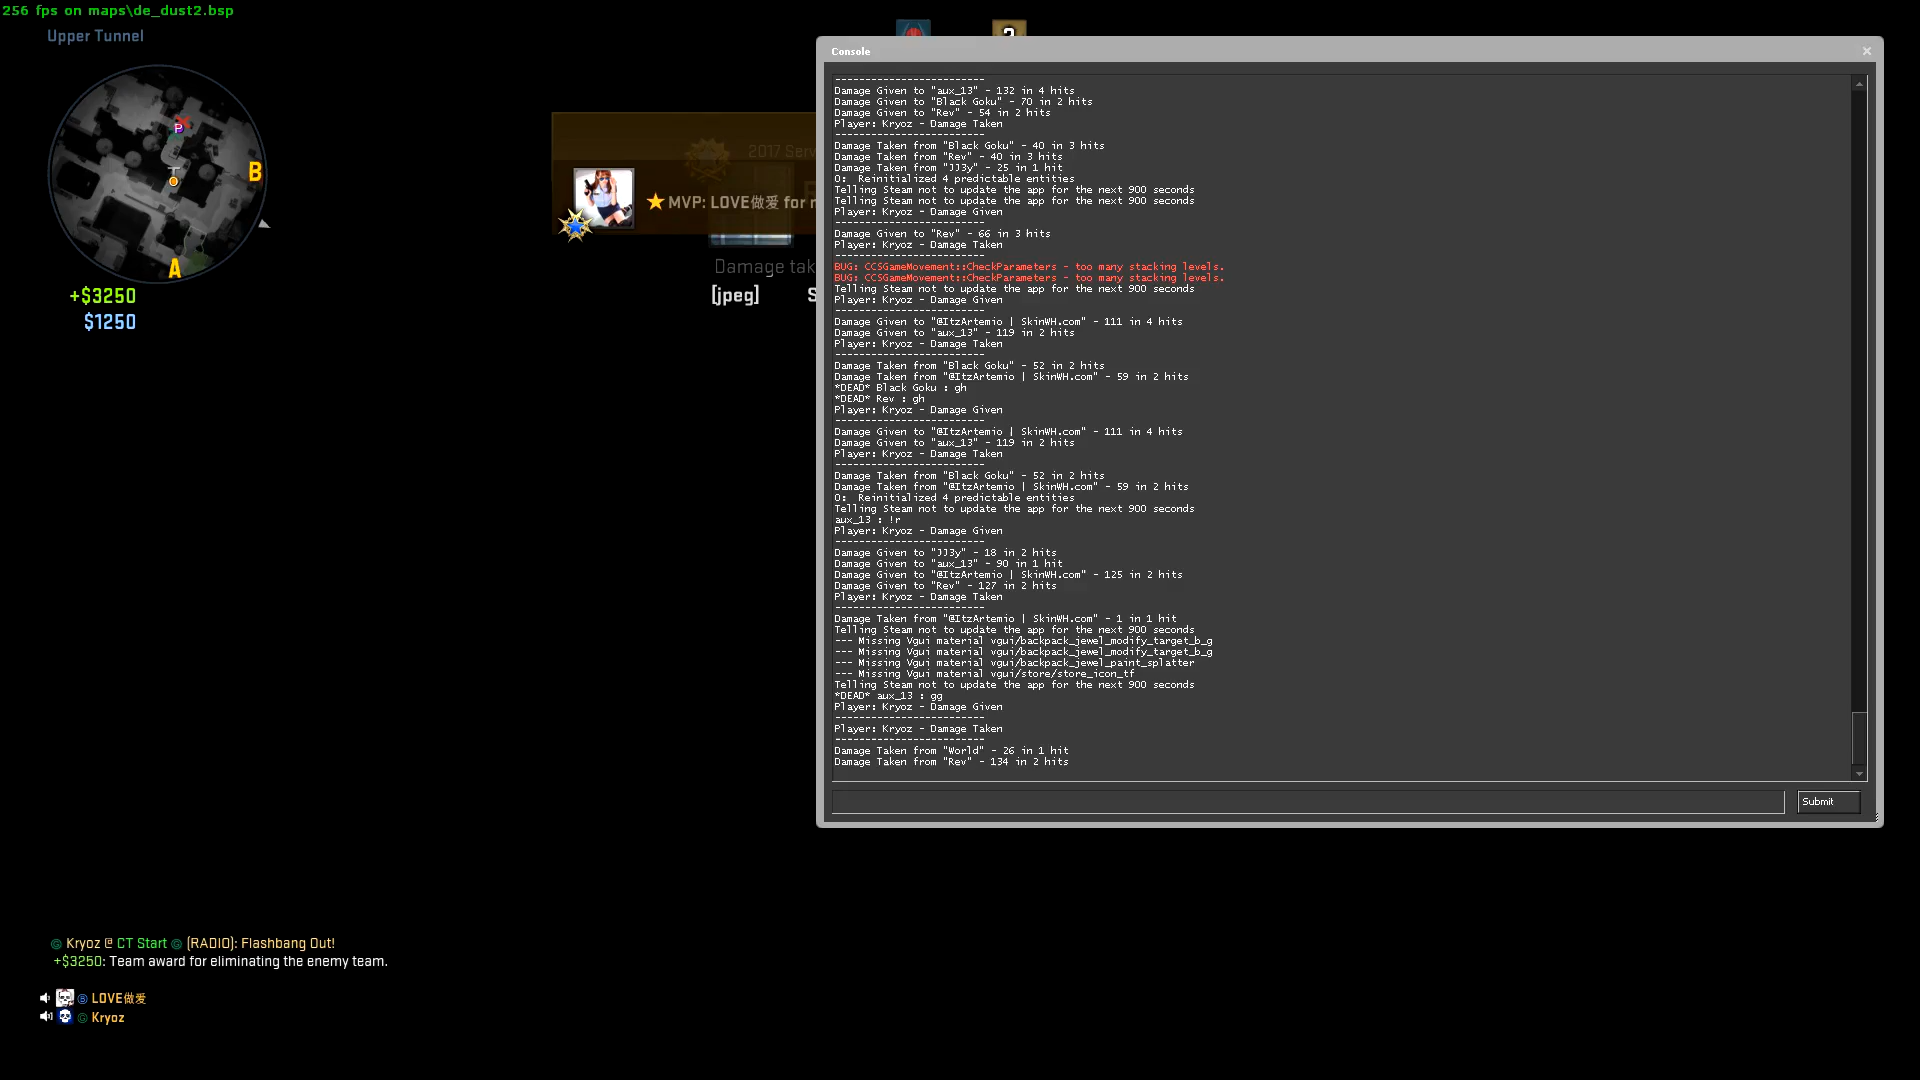 256 fps on maps\de_dust2.bsp
Upper Tunnel
P
B
A
+$3250
$1250
2017 Serv
MVP: LOVE做爱 for
Damage tak
[jpeg]
Console
-------------------------
Damage Given to "aux_13" - 132 in 4 hits
Damage Given to "Black Goku" - 70 in 2 hits
Damage Given to "Rev" - 54 in 2 hits
Player: Kryoz - Damage Taken
-------------------------
Damage Taken from "Black Goku" - 40 in 3 hits
Damage Taken from "Rev" - 40 in 3 hits
Damage Taken from "JJ3y" - 25 in 1 hit
0:  Reinitialized 4 predictable entities
Telling Steam not to update the app for the next 900 seconds
Telling Steam not to update the app for the next 900 seconds
Player: Kryoz - Damage Given
-------------------------
Damage Given to "Rev" - 66 in 3 hits
Player: Kryoz - Damage Taken
-------------------------
BUG: CCSGameMovement::CheckParameters - too many stacking levels.
BUG: CCSGameMovement::CheckParameters - too many stacking levels.
Telling Steam not to update the app for the next 900 seconds
Player: Kryoz - Damage Given
-------------------------
Damage Given to "@ItzArtemio | SkinWH.com" - 111 in 4 hits
Damage Given to "aux_13" - 119 in 2 hits
Player: Kryoz - Damage Taken
-------------------------
Damage Taken from "Black Goku" - 52 in 2 hits
Damage Taken from "@ItzArtemio | SkinWH.com" - 59 in 2 hits
*DEAD* Black Goku : gh
*DEAD* Rev : gh
Player: Kryoz - Damage Given
-------------------------
Damage Given to "@ItzArtemio | SkinWH.com" - 111 in 4 hits
Damage Given to "aux_13" - 119 in 2 hits
Player: Kryoz - Damage Taken
-------------------------
Damage Taken from "Black Goku" - 52 in 2 hits
Damage Taken from "@ItzArtemio | SkinWH.com" - 59 in 2 hits
0:  Reinitialized 4 predictable entities
Telling Steam not to update the app for the next 900 seconds
aux_13 : !r
Player: Kryoz - Damage Given
-------------------------
Damage Given to "JJ3y" - 18 in 2 hits
Damage Given to "aux_13" - 90 in 1 hit
Damage Given to "@ItzArtemio | SkinWH.com" - 125 in 2 hits
Damage Given to "Rev" - 127 in 2 hits
Player: Kryoz - Damage Taken
-------------------------
Damage Taken from "@ItzArtemio | SkinWH.com" - 1 in 1 hit
Telling Steam not to update the app for the next 900 seconds
--- Missing Vgui material vgui/backpack_jewel_modify_target_b_g
--- Missing Vgui material vgui/backpack_jewel_modify_target_b_g
--- Missing Vgui material vgui/backpack_jewel_paint_splatter
--- Missing Vgui material vgui/store/store_icon_tf
Telling Steam not to update the app for the next 900 seconds
*DEAD* aux_13 : gg
Player: Kryoz - Damage Given
-------------------------
Player: Kryoz - Damage Taken
-------------------------
Damage Taken from "World" - 26 in 1 hit
Damage Taken from "Rev" - 134 in 2 hits
Submit
Kryoz @ CT Start (RADIO): Flashbang Out!
+$3250: Team award for eliminating the enemy team.
LOVE做爱
Kryoz